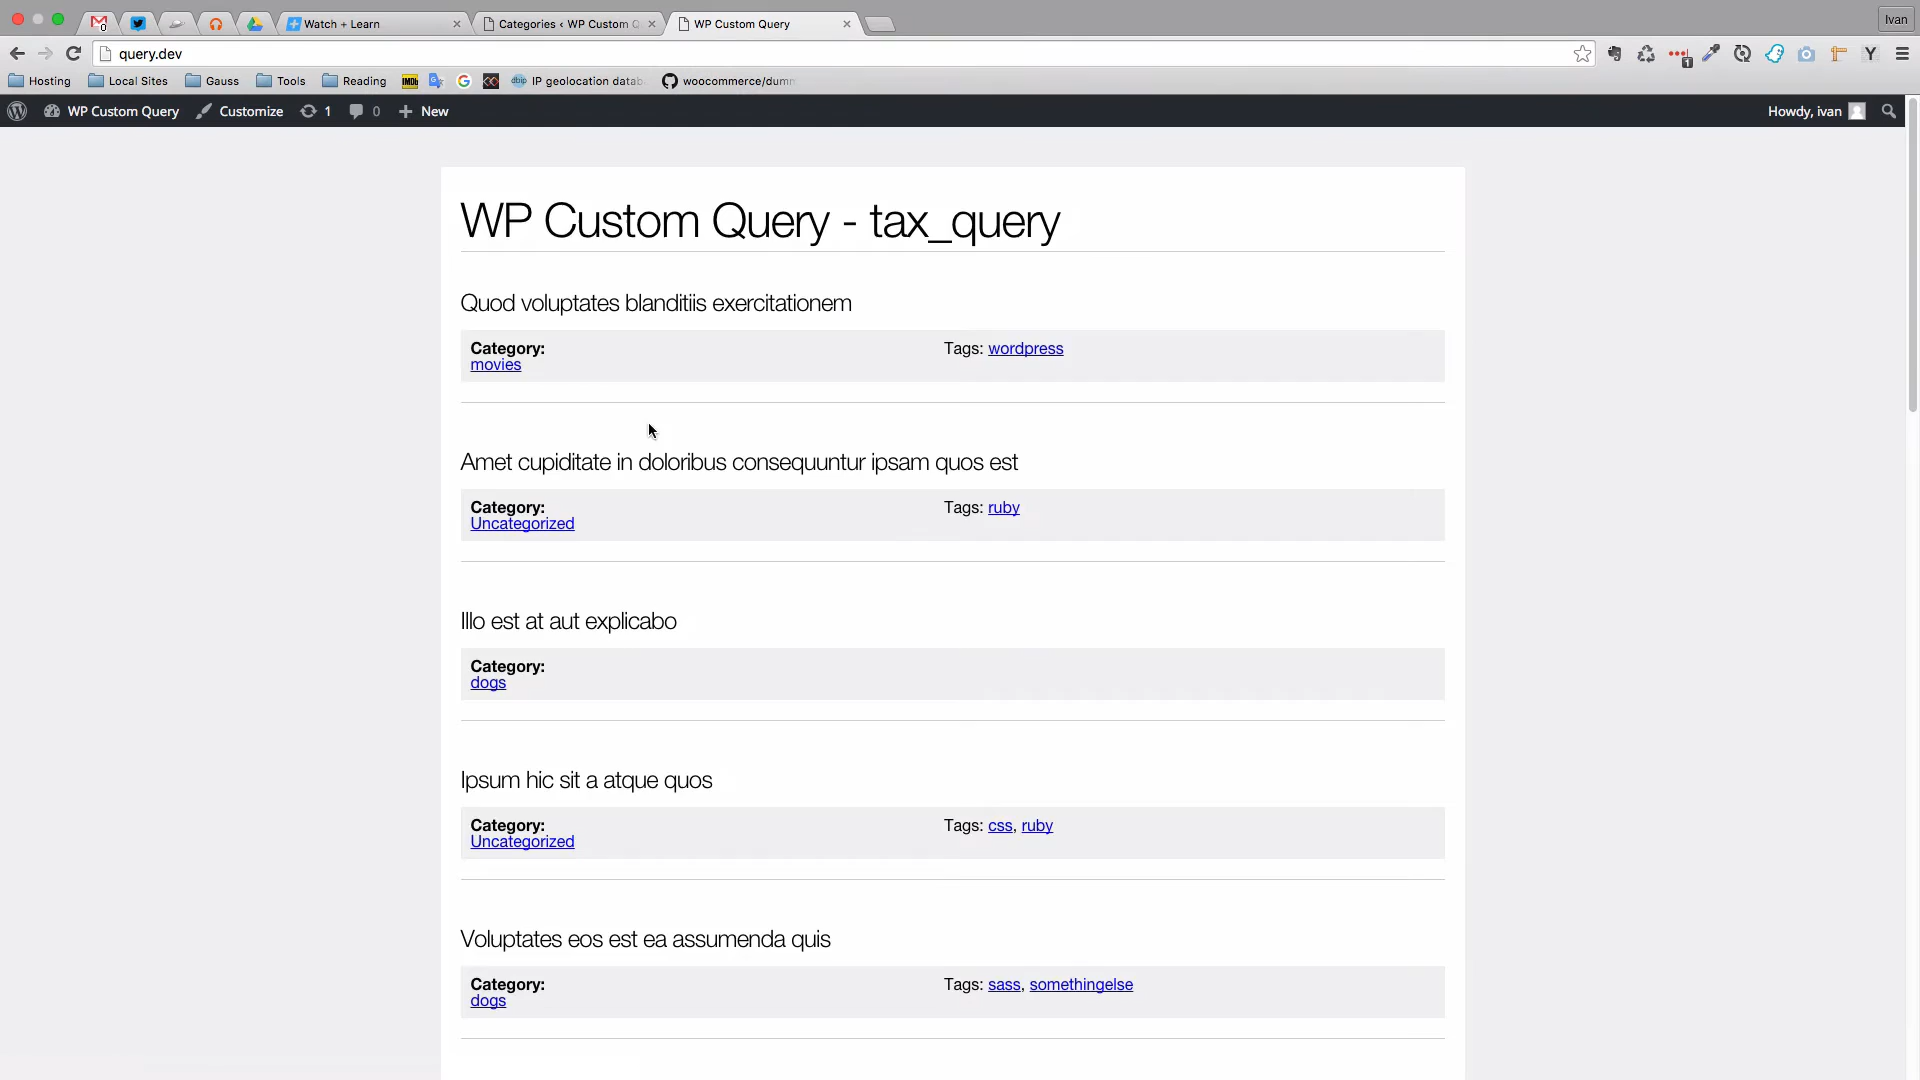 0
Watch + Learn
Categories ‹ WP Custom Q
WP Custom Query
Ivan
query.dev
1
Y
Hosting
Local Sites
Gauss
Tools
Reading
IMDb
G
dbip
IP geolocation datab
woocommerce/dumm
WP Custom Query
Customize
1
0
New
Howdy, ivan
WP Custom Query - tax_query
Quod voluptates blanditiis exercitationem
Category:
Tags: wordpress
movies
Amet cupiditate in doloribus consequuntur ipsam quos est
Category:
Tags: ruby
Uncategorized
Illo est at aut explicabo
Category:
dogs
Ipsum hic sit a atque quos
Category:
Tags: css, ruby
Uncategorized
Voluptates eos est ea assumenda quis
Category:
Tags: sass, somethingelse
dogs